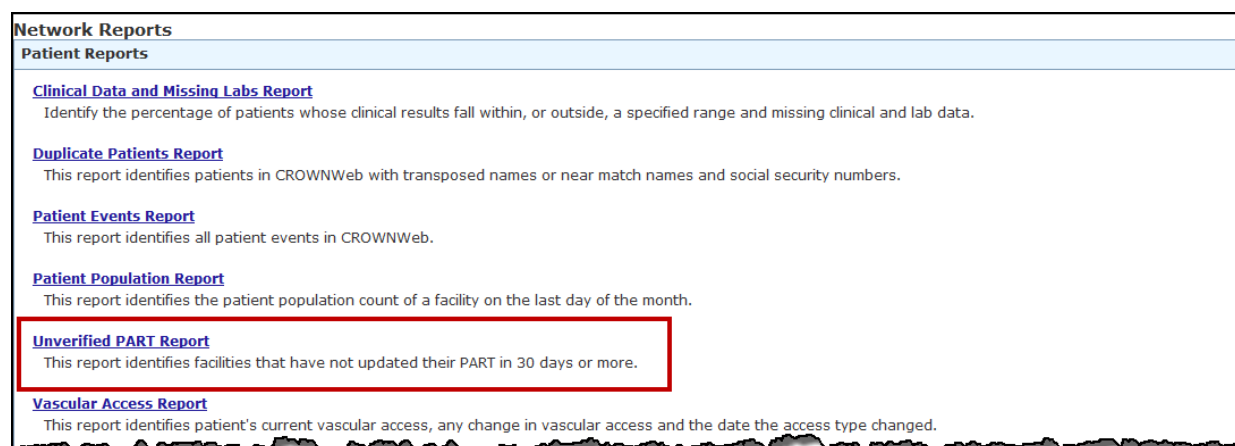 Network Reports
Patient Reports
Clinical Data and Missing Labs Report
Identify the percentage of patients whose clinical results fall within, or outside, a specified range and missing clinical and lab data.
Duplicate Patients Report
This report identifies patients in CROWNWeb with transposed names or near match names and social security numbers.
Patient Events Report
This report identifies all patient events in CROWNWeb.
Patient Population Report
This report identifies the patient population count of a facility on the last day of the month.
Unverified PART Report
This report identifies facilities that have not updated their PART in 30 days or more.
Vascular Access Report
This report identifies patient's current vascular access, any change in vascular access and the date the access type changed.